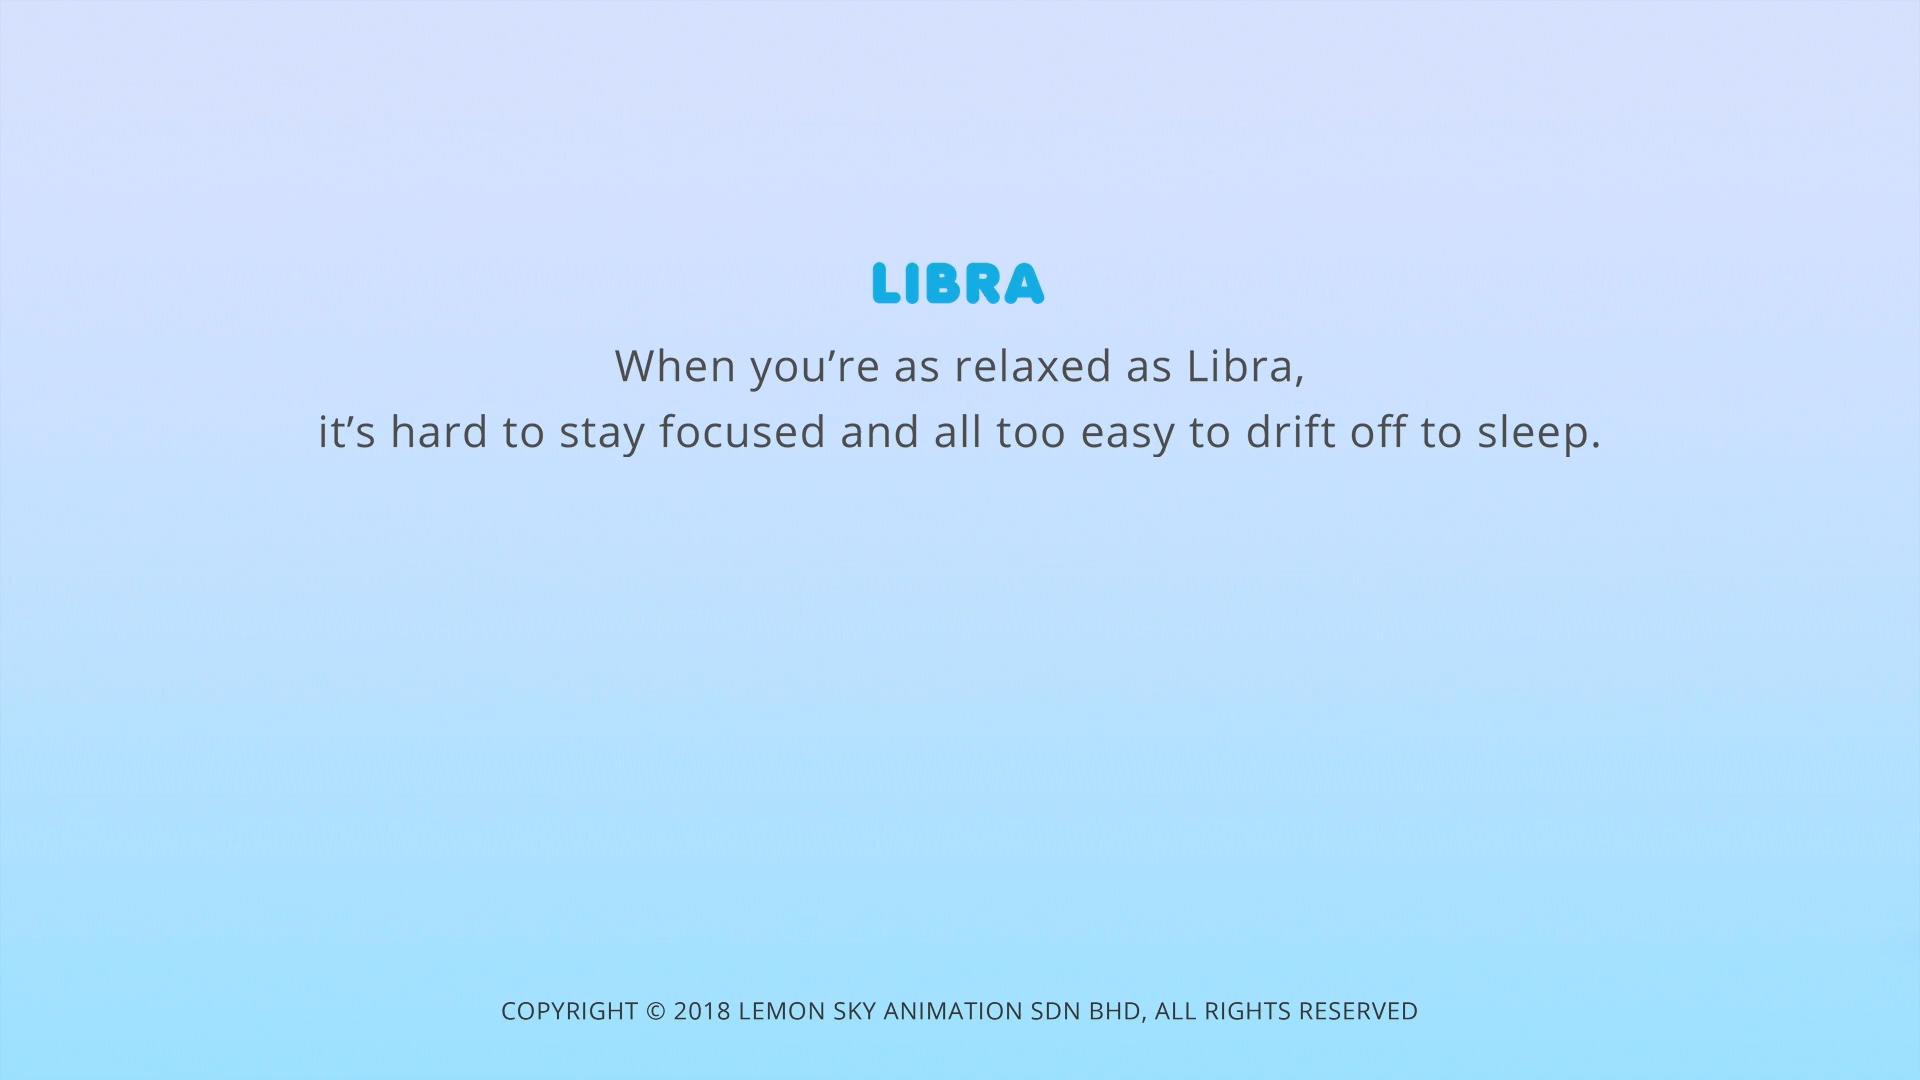 LIBRA
When you’re as relaxed as Libra,
it’s hard to stay focused and all too easy to drift off to sleep.
COPYRIGHT © 2018 LEMON SKY ANIMATION SDN BHD, ALL RIGHTS RESERVED